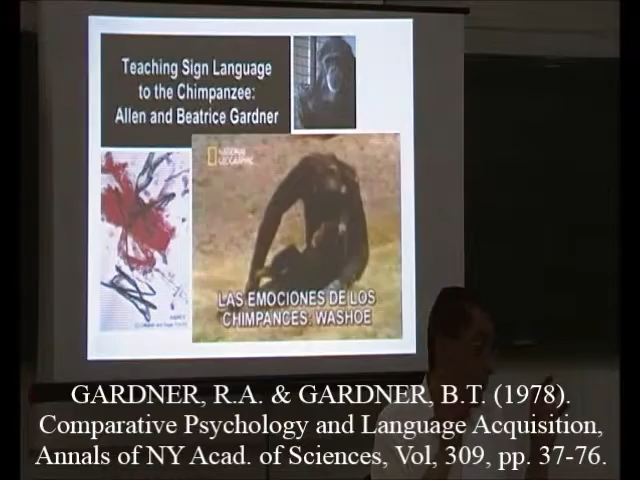 Teaching Sign Language
to the Chimpanzee:
Allen and Beatrice Gardner
NATIONAL
GEOGRAPHIC
LAS EMOCIONES DE LOS
CHIMPANCES: WASHOE
GARDNER, R.A. & GARDNER, B.T. (1978).
Comparative Psychology and Language Acquisition,
Annals of NY Acad. of Sciences, Vol, 309, pp. 37-76.